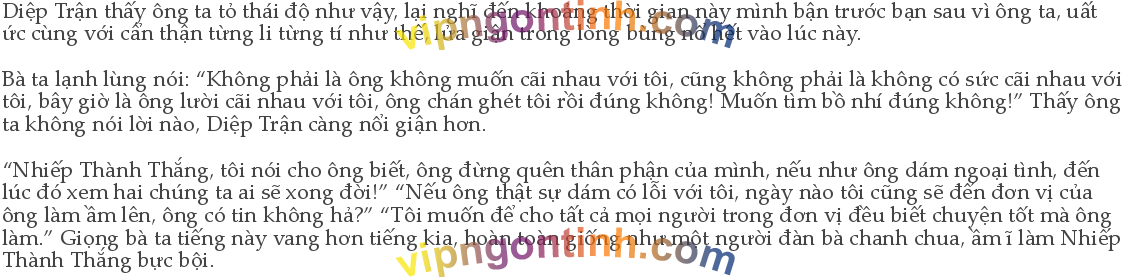 Diệp Trận thấy ông ta tỏ thái độ như vậy, lại nghĩ đến khoảng thời gian này mình bận trước bạn sau vì ông ta, uất
ức cùng với cẩn thận từng li từng tí như thế, lửa giận trong lòng bùng nổ hết vào lúc này.
vipngontinh.com
Bà ta lạnh lùng nói: “Không phải là ông không muốn cãi nhau với tôi, cũng không phải là không có sức cãi nhau với
tôi, bây giờ là ông lười cãi nhau với tôi, ông chán ghét tôi rồi đúng không! Muốn tìm bồ nhí đúng không!” Thấy ông
ta không nói lời nào, Diệp Trận càng nổi giận hơn.
“Nhiếp Thành Thắng, tôi nói cho ông biết, ông đừng quên thân phận của mình, nếu như ông dám ngoại tình, đến
lúc đó xem hai chúng ta ai sẽ xong đời!” “Nếu ông thật sự dám có lỗi với tôi, ngày nào tôi cũng sẽ đến đơn vị của
ông làm ầm lên, ông có tin không hả?” “Tôi muốn để cho tất cả mọi người trong đơn vị đều biết chuyện tốt mà ông
làm.” Giọng bà ta tiếng này vang hơn tiếng kia, hoàn toàn giống như một người đàn bà chanh chua, ầm ĩ làm Nhiếp
Thành Thắng bực bội.
vipngontinh.com